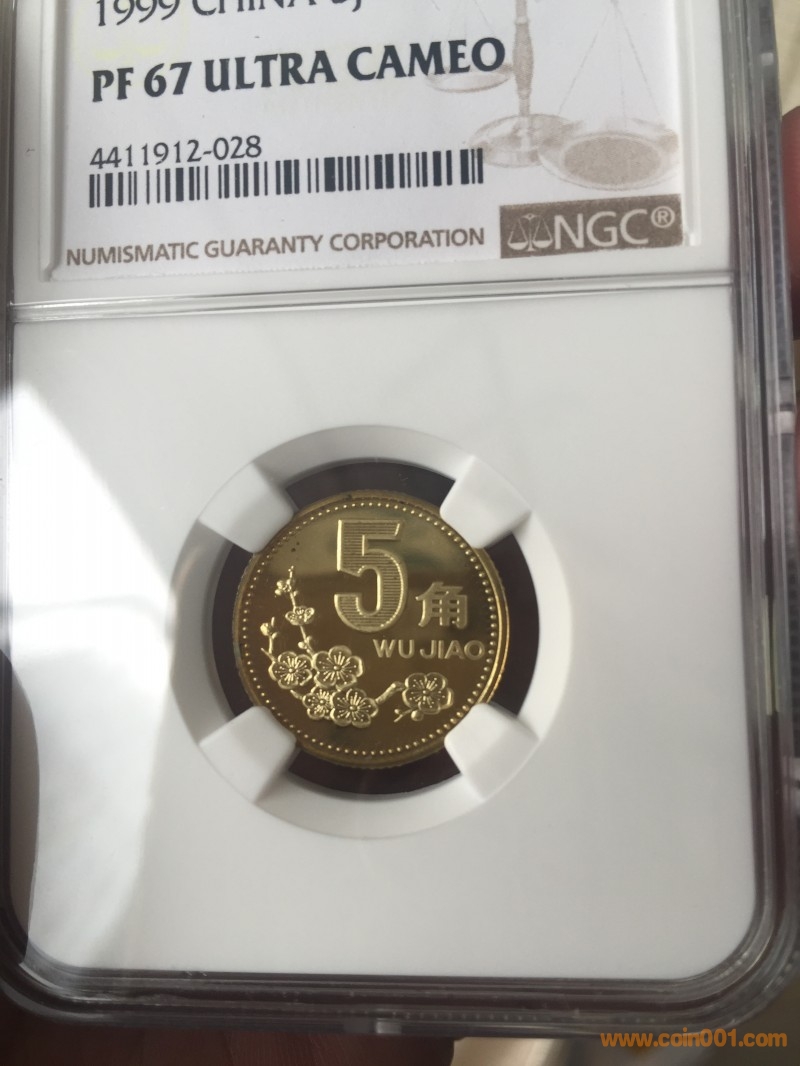 1999 CHINA 5J
PF 67 ULTRA CAMEO
4411912-028
NUMISMATIC GUARANTY CORPORATION
NGC®
5角
WU JIAO
www.coin001.com